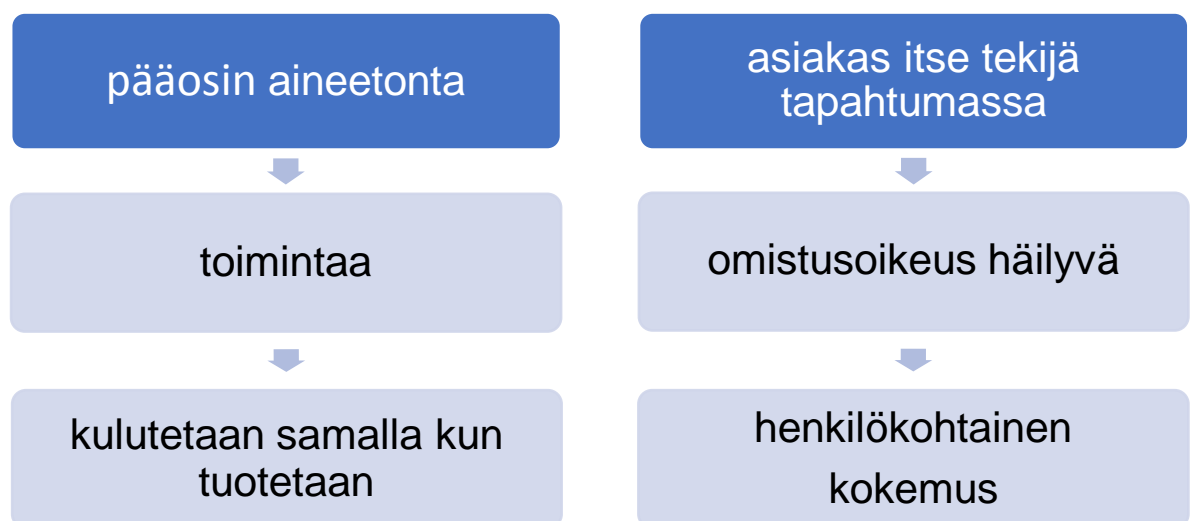 pääosin aineetonta
toimintaa
kulutetaan samalla kun
tuotetaan
asiakas itse tekijä
tapahtumassa
omistusoikeus häilyvä
henkilökohtainen
kokemus